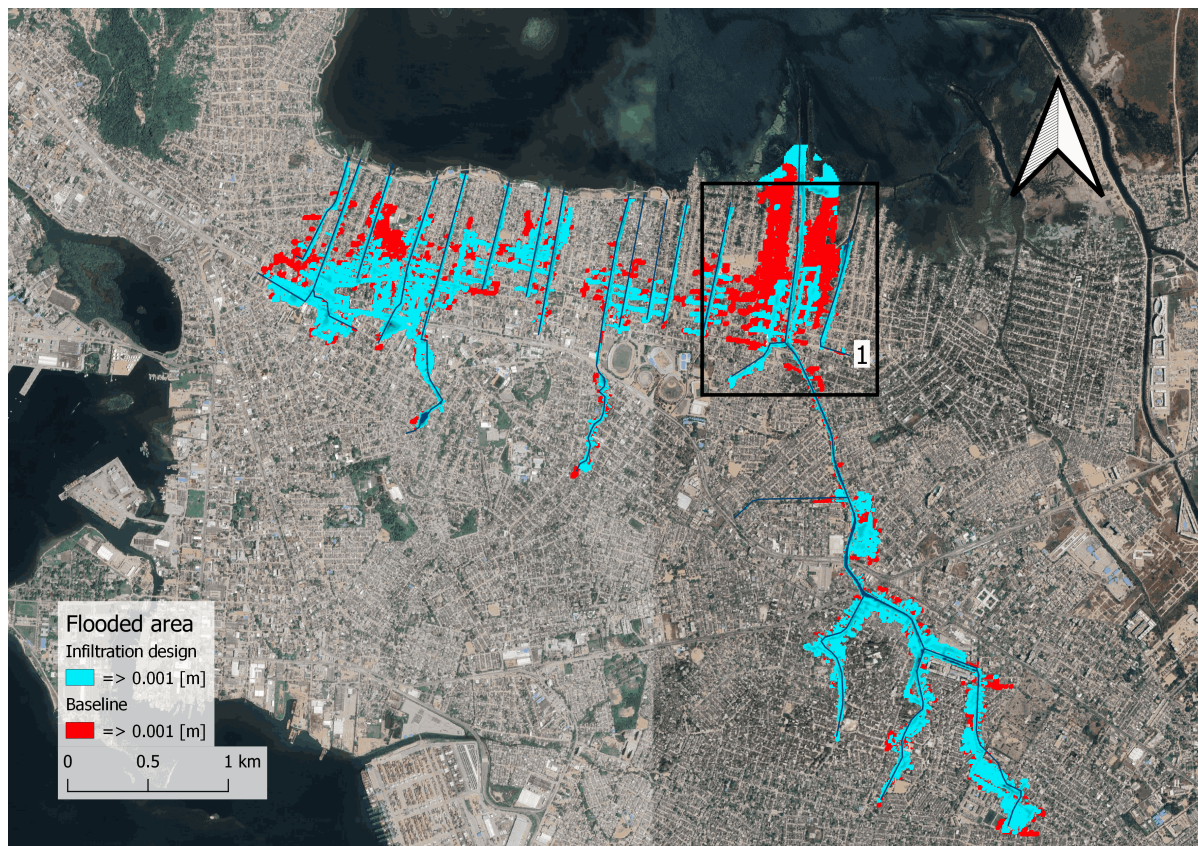 1
Flooded area
Infiltration design
=> 0.001 [m]
Baseline
=> 0.001 [m]
0 0.5 1 km